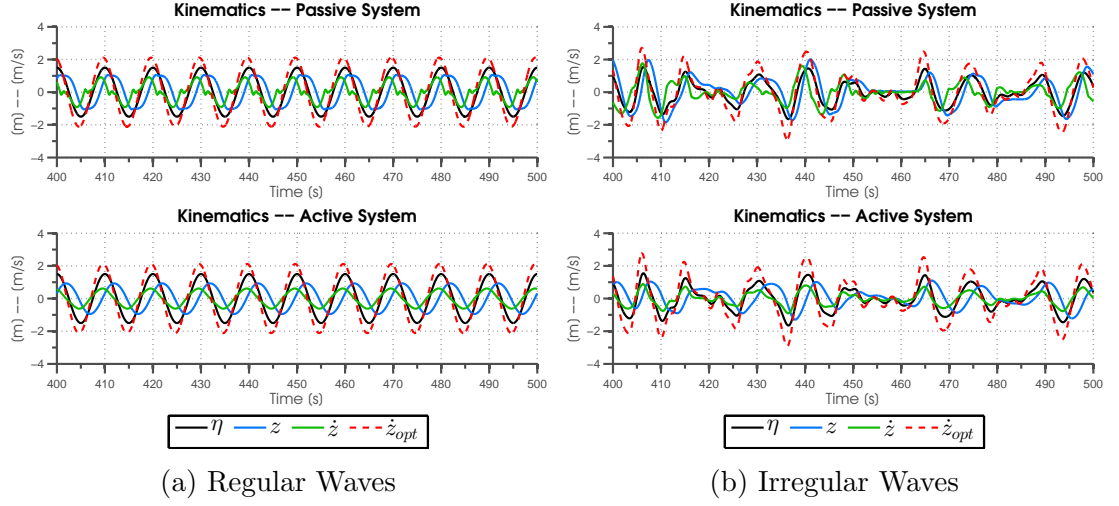 Kinematics −− Passive System
(m) −− (m/s)
4
2
0
−2
−4
400 410 420 430 440 450 460 470 480 490 500
Time (s)
Kinematics −− Active System
(m) −− (m/s)
4
2
0
−2
−4
400 410 420 430 440 450 460 470 480 490 500
Time (s)
η z ż ż_opt
(a) Regular Waves
Kinematics −− Passive System
(m) −− (m/s)
4
2
0
−2
−4
400 410 420 430 440 450 460 470 480 490 500
Time (s)
Kinematics −− Active System
(m) −− (m/s)
4
2
0
−2
−4
400 410 420 430 440 450 460 470 480 490 500
Time (s)
η z ż ż_opt
(b) Irregular Waves